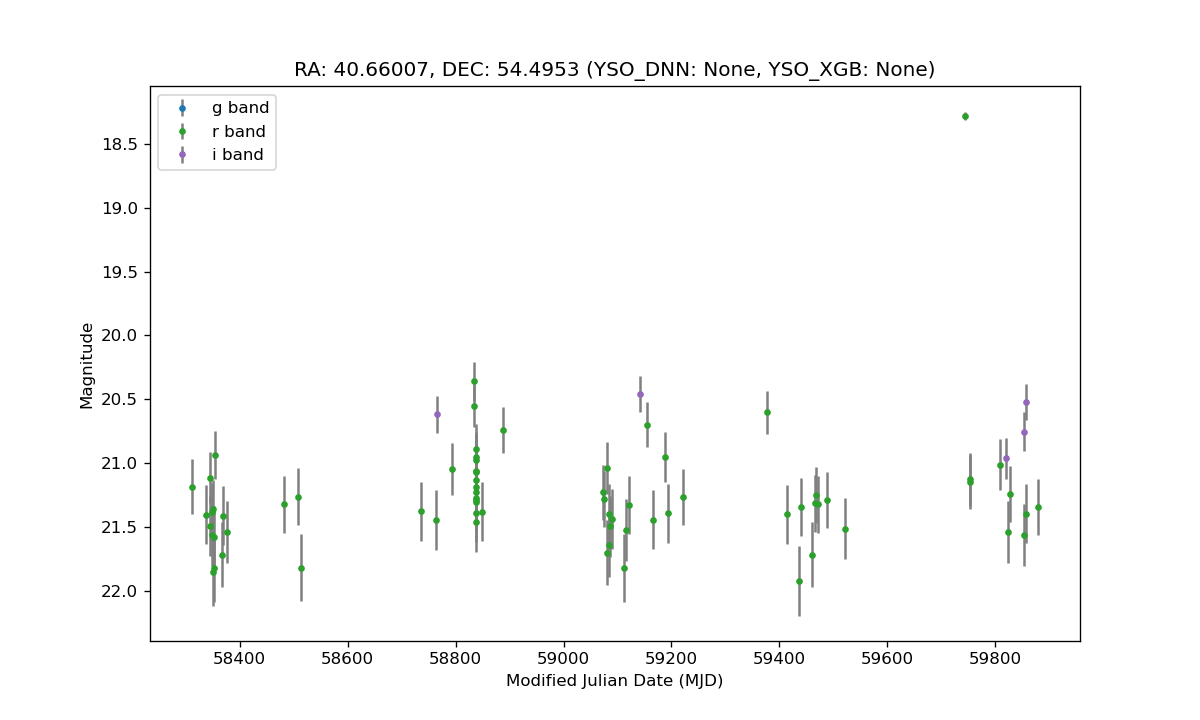 RA: 40.66007, DEC: 54.4953 (YSO_DNN: None, YSO_XGB: None)
g band
r band
i band
18.5
19.0
19.5
20.0
20.5
21.0
21.5
22.0
Magnitude
58400 58600 58800 59000 59200 59400 59600 59800
Modified Julian Date (MJD)